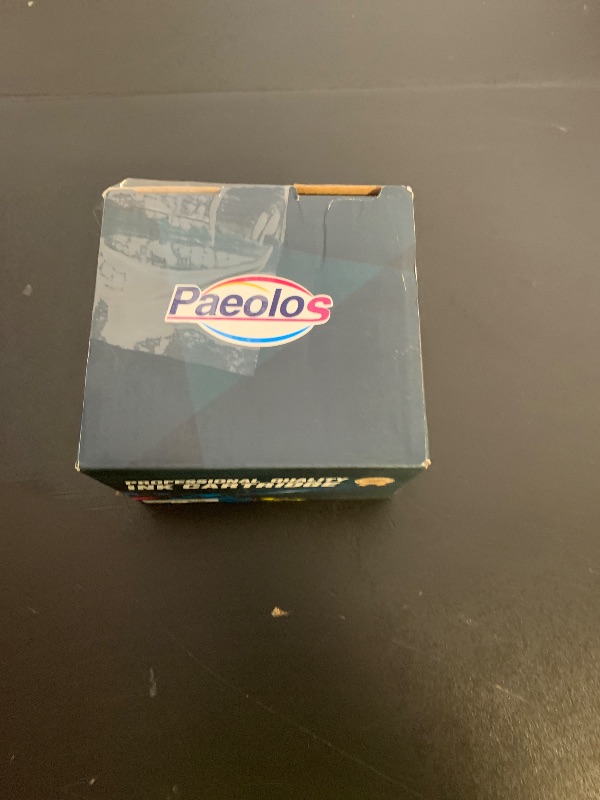 Paeolos
PROFESSIONAL QUALITY
INK CARTRIDGE